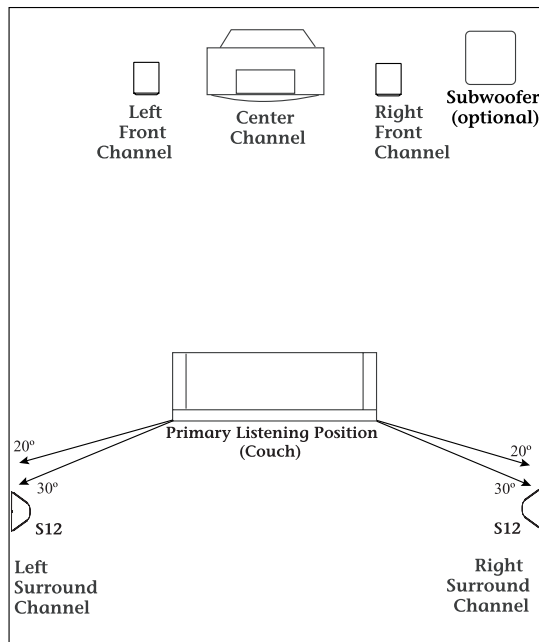 Left
Front
Channel
Center
Channel
Right
Front
Channel
Subwoofer
(optional)
Primary Listening Position
(Couch)
20º
30º
20º
30º
S12
S12
Left
Surround
Channel
Right
Surround
Channel